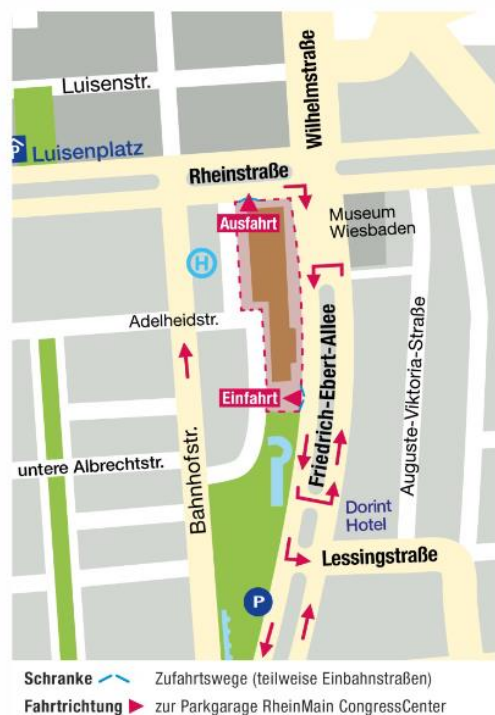 Luisenstr.
Wilhelmstraße
P
Luisenplatz
Rheinstraße
Ausfahrt
Museum
Wiesbaden
H
Adelheidstr.
Einfahrt
Friedrich-Ebert-Allee
Auguste-Viktoria-Straße
untere Albrechtstr.
Bahnhofstr.
Dorint
Hotel
Lessingstraße
P
Schranke Zufahrtswege (teilweise Einbahnstraßen)
Fahrtrichtung zur Parkgarage RheinMain CongressCenter